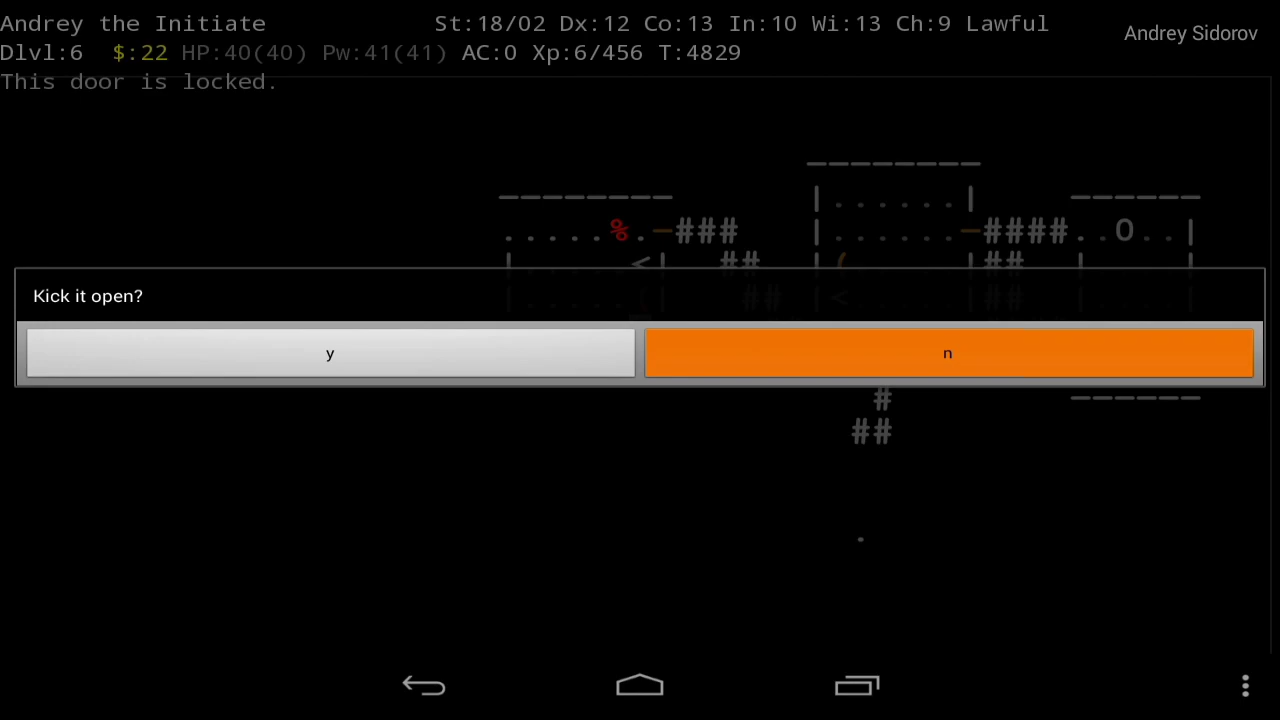 Andrey the Initiate St:18/02 Dx:12 Co:13 In:10 Wi:13 Ch:9 Lawful
Andrey Sidorov
Dlvl:6 $:22 HP:40(40) Pw:41(41) AC:0 Xp:6/456 T:4829
This door is locked.
Kick it open?
y n